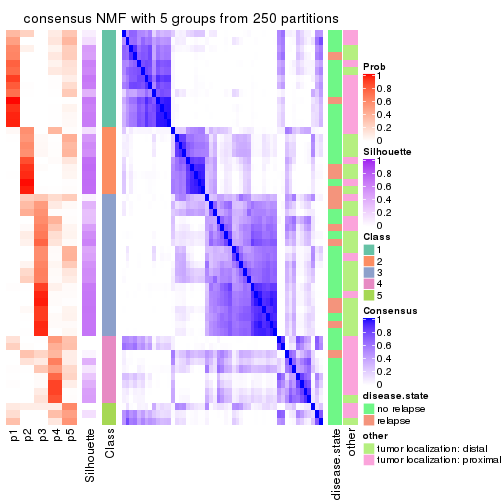 consensus NMF with 5 groups from 250 partitions
Prob
1
0.8
0.6
0.4
0.2
0
Silhouette
1
0.8
0.6
0.4
0.2
0
Class
1
2
3
4
5
Consensus
1
0.8
0.6
0.4
0.2
0
disease.state
no relapse
relapse
other
tumor localization: distal
tumor localization: proximal
p1
p2
p3
p4
p5
Silhouette
Class
disease.state
other